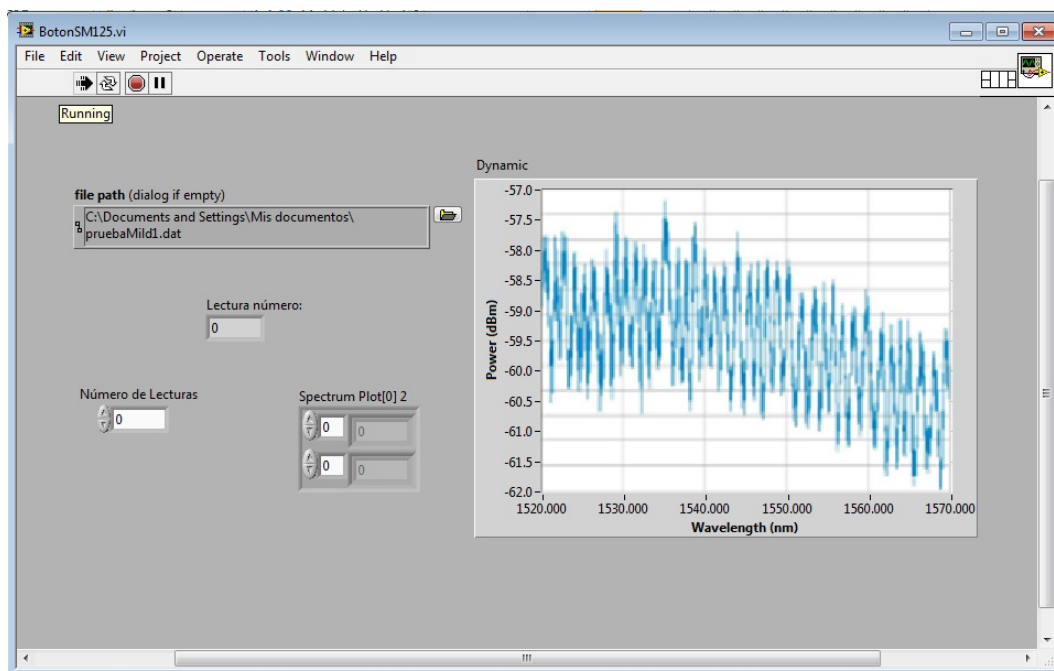 BotonSM125.vi
File Edit View Project Operate Tools Window Help
Running
file path (dialog if empty)
C:\Documents and Settings\Mis documentos\
pruebaMild1.dat
Lectura número:
0
Número de Lecturas
0
Spectrum Plot[0] 2
0 0
0 0
Dynamic
Power (dBm)
-57.0
-57.5
-58.0
-58.5
-59.0
-59.5
-60.0
-60.5
-61.0
-61.5
-62.0
1520.000 1530.000 1540.000 1550.000 1560.000 1570.000
Wavelength (nm)